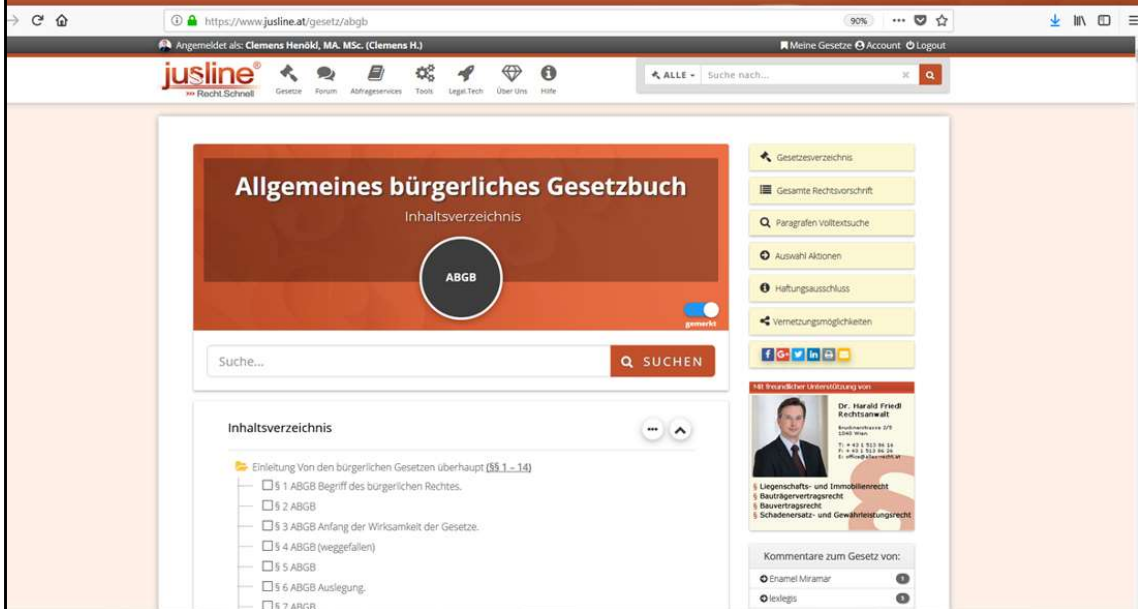 https://www.jusline.at/gesetz/abgb
90%
Angemeldet als: Clemens Henökl, MA. MSc. (Clemens H.)
Meine Gesetze Account Logout
jusline®
Recht.Schnell
Gesetze Forum Abfrageservices Tools Legal Tech Über Uns Hilfe
ALLE Suche nach...
Allgemeines bürgerliches Gesetzbuch
Inhaltsverzeichnis
ABGB
gemerkt
Suche...
SUCHEN
Inhaltsverzeichnis
Einleitung Von den bürgerlichen Gesetzen überhaupt (§§ 1 - 14)
§ 1 ABGB Begriff des bürgerlichen Rechtes.
§ 2 ABGB
§ 3 ABGB Anfang der Wirksamkeit der Gesetze.
§ 4 ABGB (weggefallen)
§ 5 ABGB
§ 6 ABGB Auslegung.
§ 7 ABGB
Gesetzesverzeichnis
Gesamte Rechtsvorschrift
Paragrafen Volltextsuche
Auswahl Aktionen
Haftungsausschluss
Vernetzungsmöglichkeiten
Mit freundlicher Unterstützung von
Dr. Harald Friedl
Rechtsanwalt
1040 Wien
§ Liegenschafts- und Immobilienrecht
§ Bauträgervertragsrecht
§ Bauvertragsrecht
§ Schadenersatz- und Gewährleistungsrecht
Kommentare zum Gesetz von:
Enamel Miramar 1
lexlegis 1